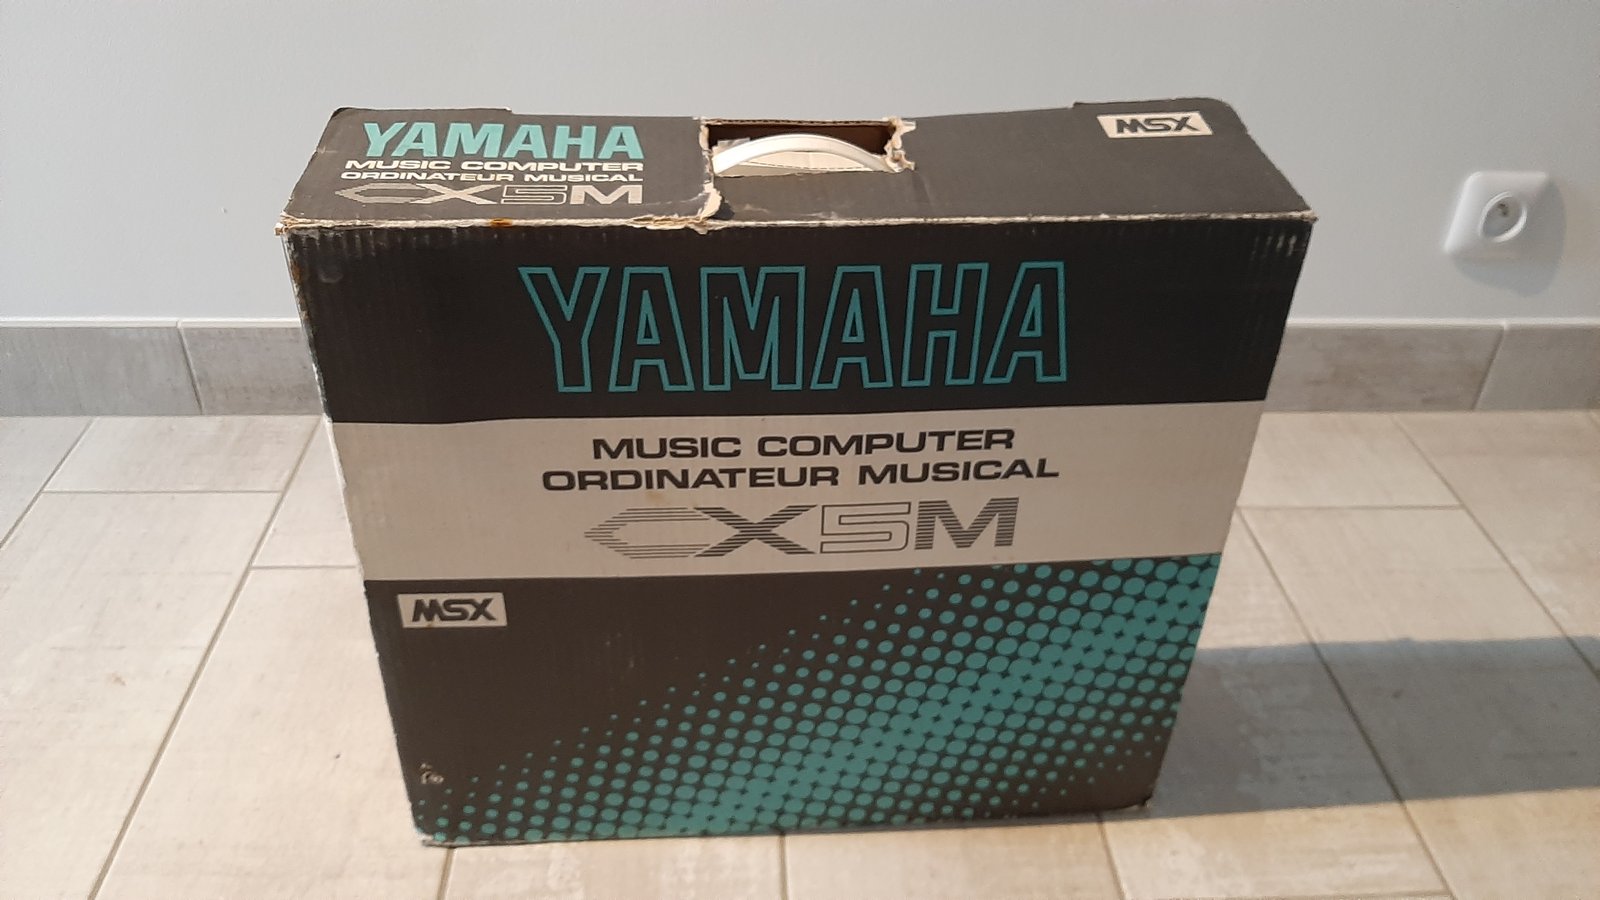 YAMAHA
MUSIC COMPUTER
ORDINATEUR MUSICAL
CX5M
MSX
YAMAHA
MUSIC COMPUTER
ORDINATEUR MUSICAL
CX5M
MSX